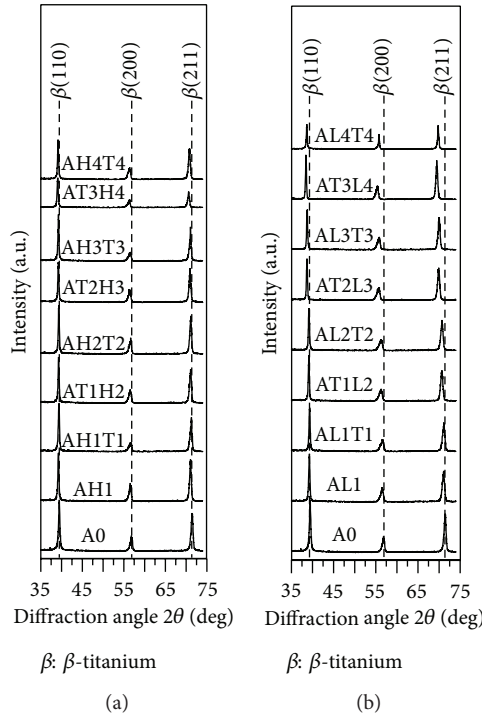 β(110)
β(200)
β(211)
AH4T4
AT3H4
AH3T3
AT2H3
AH2T2
AT1H2
AH1T1
AH1
A0
Intensity (a.u.)
35 45 55 65 75
Diffraction angle 2θ (deg)
β: β-titanium
(a)
β(110)
β(200)
β(211)
AL4T4
AT3L4
AL3T3
AT2L3
AL2T2
AT1L2
AL1T1
AL1
A0
Intensity (a.u.)
35 45 55 65 75
Diffraction angle 2θ (deg)
β: β-titanium
(b)